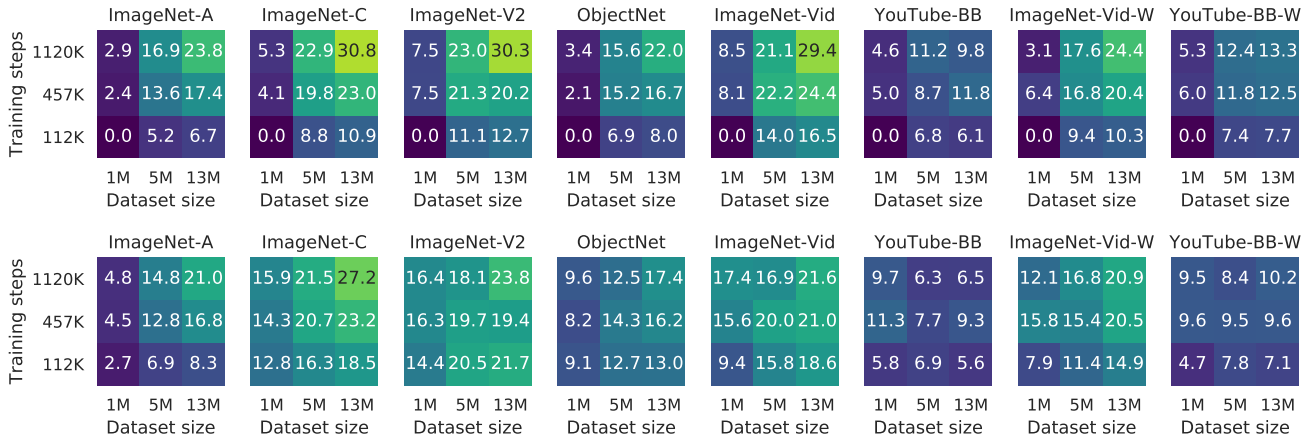 ImageNet-A ImageNet-C ImageNet-V2 ObjectNet ImageNet-Vid YouTube-BB ImageNet-Vid-W YouTube-BB-W
Training steps
1120K 2.9 16.9 23.8 5.3 22.9 30.8 7.5 23.0 30.3 3.4 15.6 22.0 8.5 21.1 29.4 4.6 11.2 9.8 3.1 17.6 24.4 5.3 12.4 13.3
457K 2.4 13.6 17.4 4.1 19.8 23.0 7.5 21.3 20.2 2.1 15.2 16.7 8.1 22.2 24.4 5.0 8.7 11.8 6.4 16.8 20.4 6.0 11.8 12.5
112K 0.0 5.2 6.7 0.0 8.8 10.9 0.0 11.1 12.7 0.0 6.9 8.0 0.0 14.0 16.5 0.0 6.8 6.1 0.0 9.4 10.3 0.0 7.4 7.7
1M 5M 13M 1M 5M 13M 1M 5M 13M 1M 5M 13M 1M 5M 13M 1M 5M 13M 1M 5M 13M 1M 5M 13M
Dataset size Dataset size Dataset size Dataset size Dataset size Dataset size Dataset size Dataset size
ImageNet-A ImageNet-C ImageNet-V2 ObjectNet ImageNet-Vid YouTube-BB ImageNet-Vid-W YouTube-BB-W
Training steps
1120K 4.8 14.8 21.0 15.9 21.5 27.2 16.4 18.1 23.8 9.6 12.5 17.4 17.4 16.9 21.6 9.7 6.3 6.5 12.1 16.8 20.9 9.5 8.4 10.2
457K 4.5 12.8 16.8 14.3 20.7 23.2 16.3 19.7 19.4 8.2 14.3 16.2 15.6 20.0 21.0 11.3 7.7 9.3 15.8 15.4 20.5 9.6 9.5 9.6
112K 2.7 6.9 8.3 12.8 16.3 18.5 14.4 20.5 21.7 9.1 12.7 13.0 9.4 15.8 18.6 5.8 6.9 5.6 7.9 11.4 14.9 4.7 7.8 7.1
1M 5M 13M 1M 5M 13M 1M 5M 13M 1M 5M 13M 1M 5M 13M 1M 5M 13M 1M 5M 13M 1M 5M 13M
Dataset size Dataset size Dataset size Dataset size Dataset size Dataset size Dataset size Dataset size